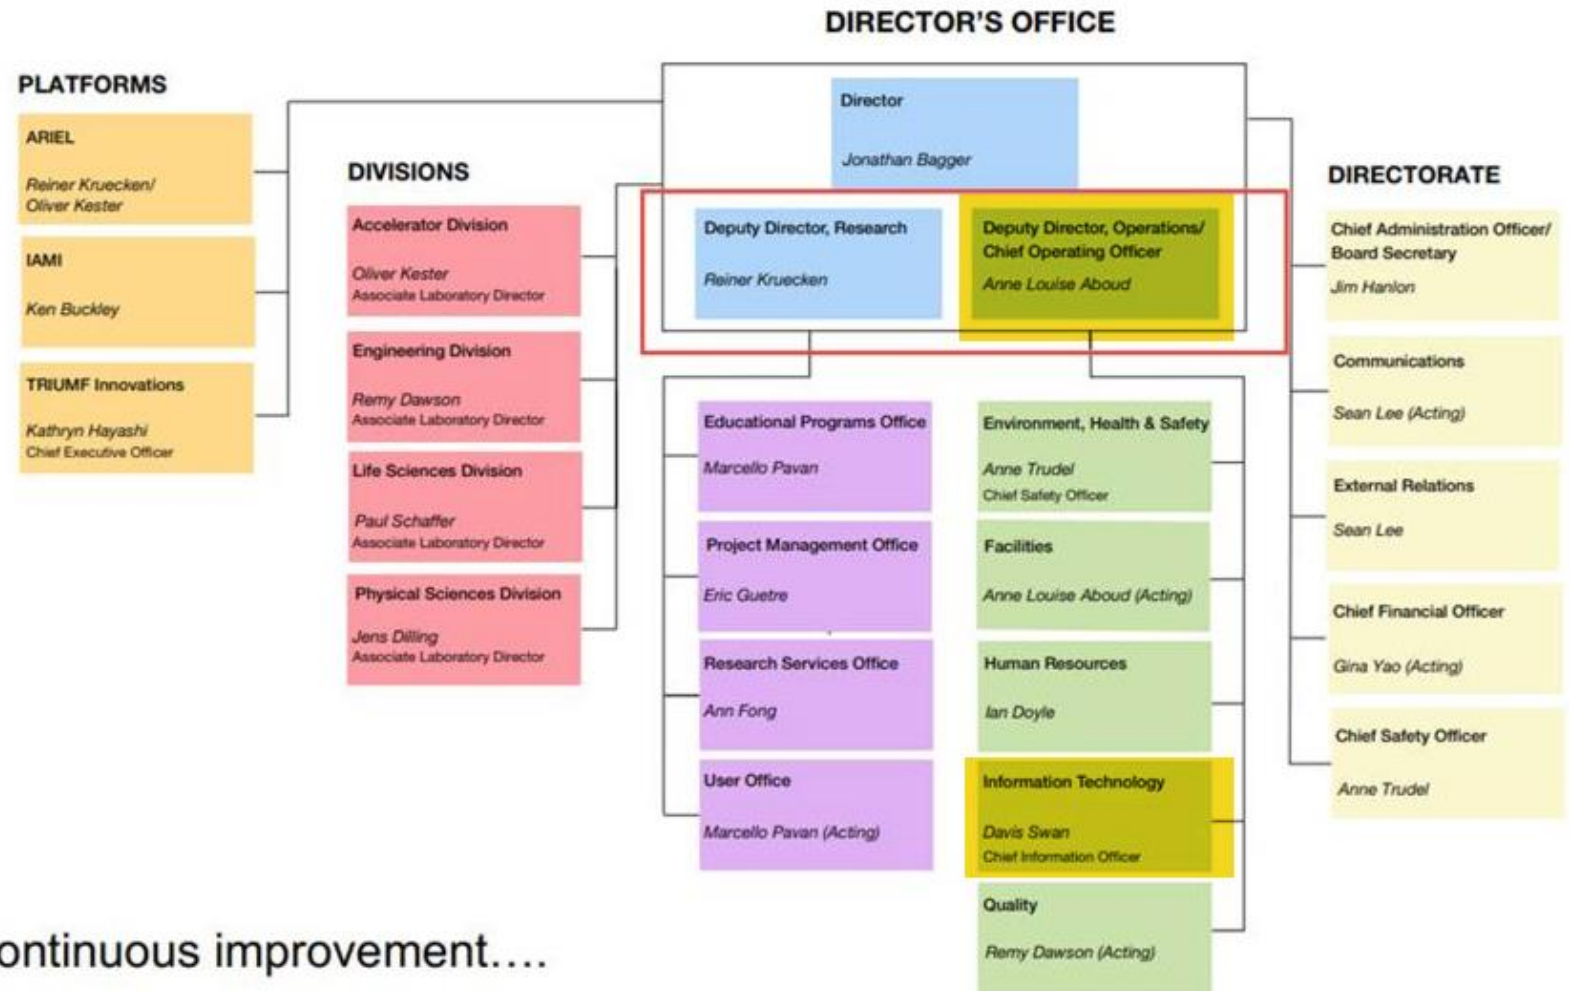 DIRECTOR'S OFFICE
Director
Jonathan Bagger
Deputy Director, Research
Reiner Kruecken
Deputy Director, Operations/
Chief Operating Officer
Anne Louise Aboud
PLATFORMS
ARIEL
Reiner Kruecken/
Oliver Kester
IAMI
Ken Buckley
TRIUMF Innovations
Kathryn Hayashi
Chief Executive Officer
DIVISIONS
Accelerator Division
Oliver Kester
Associate Laboratory Director
Engineering Division
Remy Dawson
Associate Laboratory Director
Life Sciences Division
Paul Schaffer
Associate Laboratory Director
Physical Sciences Division
Jens Dilling
Associate Laboratory Director
Educational Programs Office
Marcello Pavan
Project Management Office
Eric Guetre
Research Services Office
Ann Fong
User Office
Marcello Pavan (Acting)
Environment, Health & Safety
Anne Trudel
Chief Safety Officer
Facilities
Anne Louise Aboud (Acting)
Human Resources
Ian Doyle
Information Technology
Davis Swan
Chief Information Officer
Quality
Remy Dawson (Acting)
DIRECTORATE
Chief Administration Officer/
Board Secretary
Jim Hanlon
Communications
Sean Lee (Acting)
External Relations
Sean Lee
Chief Financial Officer
Gina Yao (Acting)
Chief Safety Officer
Anne Trudel
ontinuous improvement....